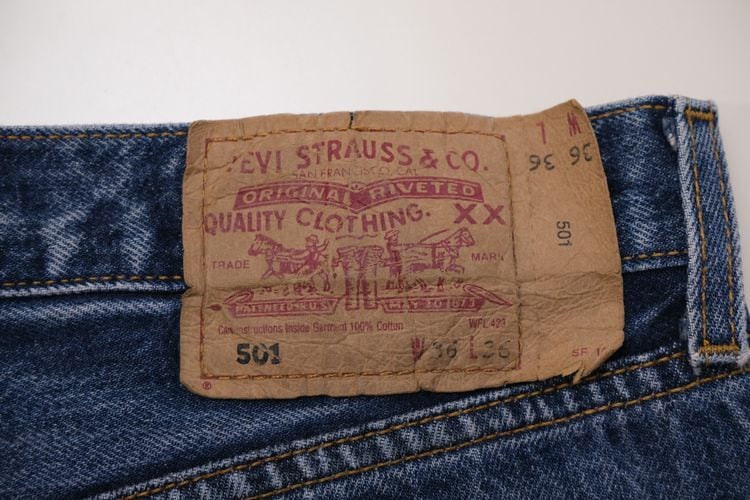 LEVI STRAUSS & CO.
SAN FRANCISCO, CAL.
ORIGINAL RIVETED
QUALITY CLOTHING. XX
TRADE MARK
PATENTED IN U.S. MAY 20 1873
Care Instructions Inside Garment 100% Cotton WPL 423
501 W 36 L 36
®
W 36
36
501